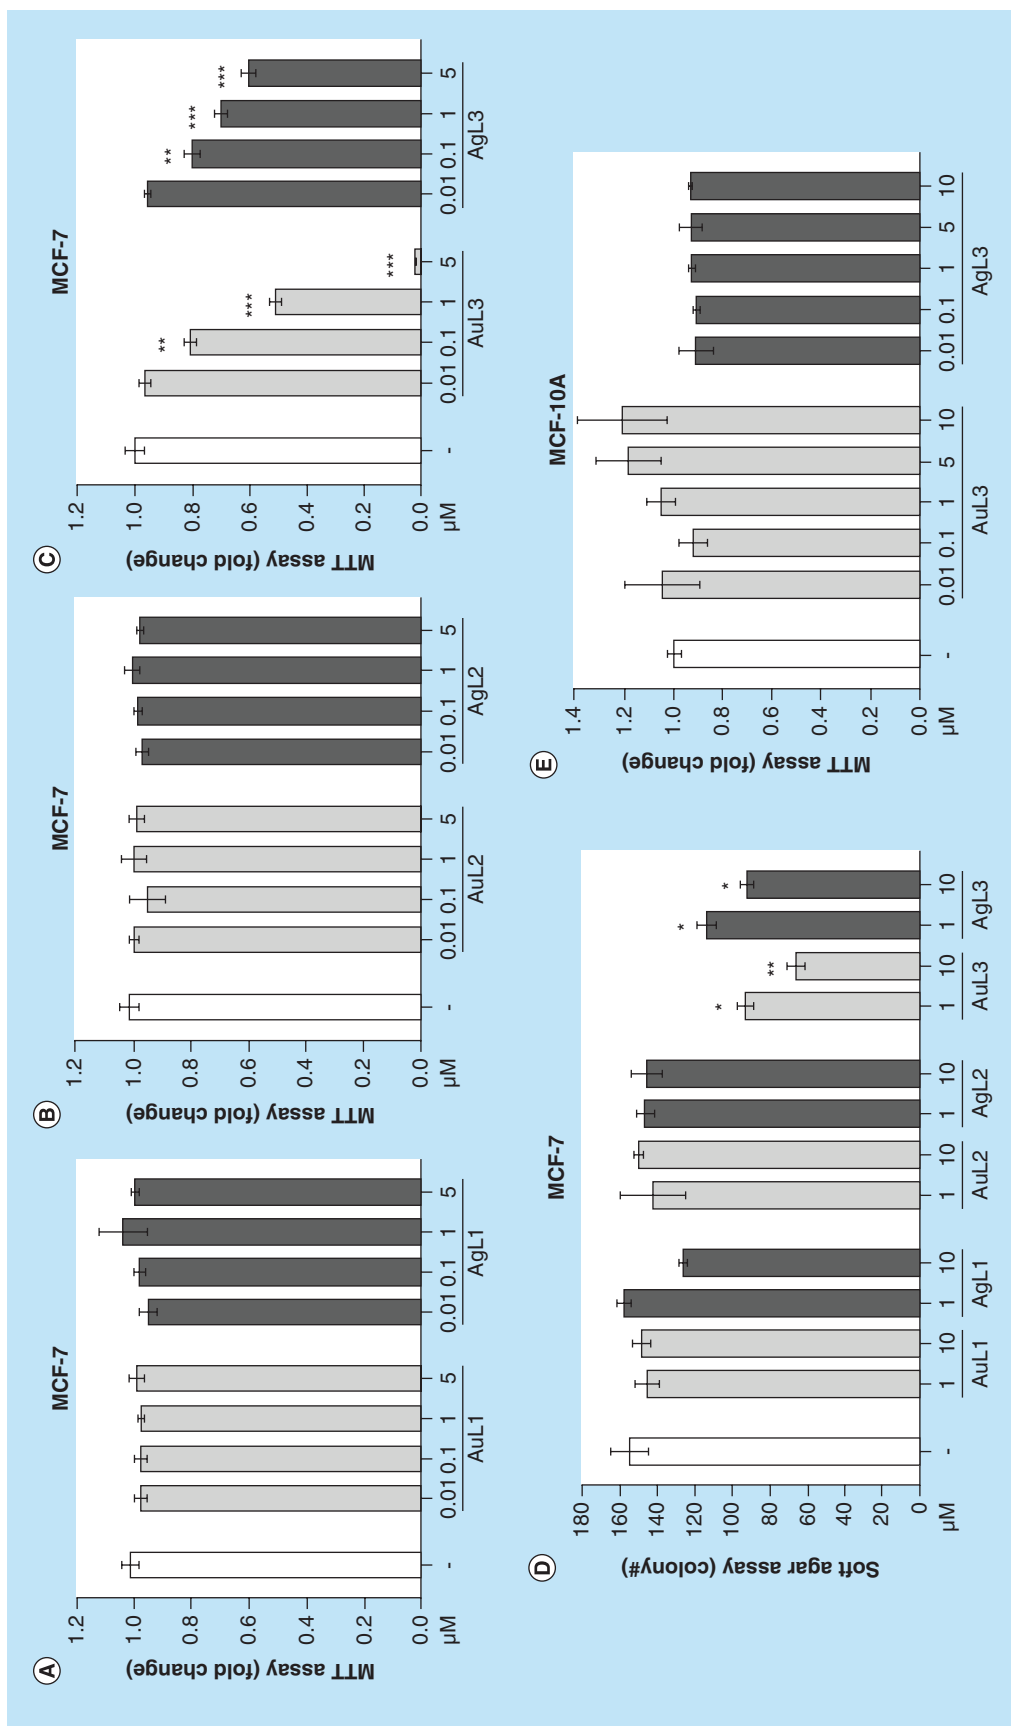 A
MCF-7
MTT assay (fold change)
1.2
1.0
0.8
0.6
0.4
0.2
0.0
µM
-
0.01
0.1
1
5
0.01
0.1
1
5
AuL1
AgL1
B
MCF-7
MTT assay (fold change)
1.2
1.0
0.8
0.6
0.4
0.2
0.0
µM
-
0.01
0.1
1
5
0.01
0.1
1
5
AuL2
AgL2
C
MCF-7
MTT assay (fold change)
1.2
1.0
0.8
0.6
0.4
0.2
0.0
**
***
***
**
***
***
µM
-
0.01
0.1
1
5
0.01
0.1
1
5
AuL3
AgL3
D
MCF-7
Soft agar assay (colony#)
180
160
140
120
100
80
60
40
20
0
*
**
*
*
µM
-
1
10
1
10
1
10
1
10
1
10
1
10
AuL1
AgL1
AuL2
AgL2
AuL3
AgL3
E
MCF-10A
MTT assay (fold change)
1.4
1.2
1.0
0.8
0.6
0.4
0.2
0.0
µM
-
0.01
0.1
1
5
10
0.01
0.1
1
5
10
AuL3
AgL3